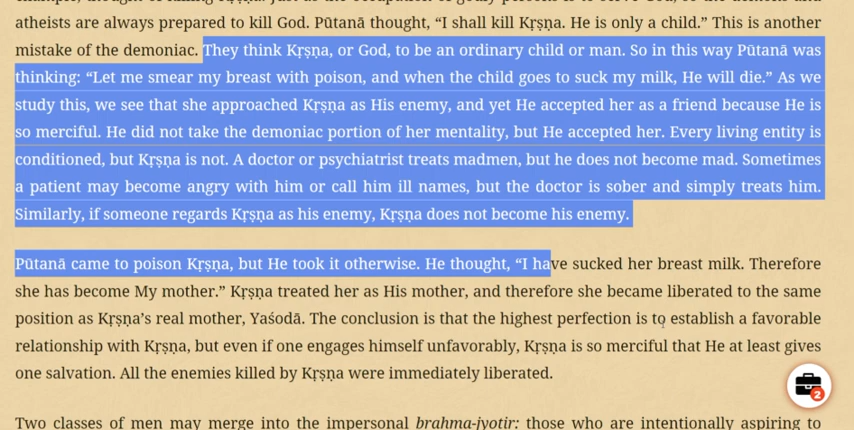 atheists are always prepared to kill God. Pūtanā thought, “I shall kill Kṛṣṇa. He is only a child.” This is another
mistake of the demoniac. They think Kṛṣṇa, or God, to be an ordinary child or man. So in this way Pūtanā was
thinking: “Let me smear my breast with poison, and when the child goes to suck my milk, He will die.” As we
study this, we see that she approached Kṛṣṇa as His enemy, and yet He accepted her as a friend because He is
so merciful. He did not take the demoniac portion of her mentality, but He accepted her. Every living entity is
conditioned, but Kṛṣṇa is not. A doctor or psychiatrist treats madmen, but he does not become mad. Sometimes
a patient may become angry with him or call him ill names, but the doctor is sober and simply treats him.
Similarly, if someone regards Kṛṣṇa as his enemy, Kṛṣṇa does not become his enemy.
Pūtanā came to poison Kṛṣṇa, but He took it otherwise. He thought, “I have sucked her breast milk. Therefore
she has become My mother.” Kṛṣṇa treated her as His mother, and therefore she became liberated to the same
position as Kṛṣṇa’s real mother, Yaśodā. The conclusion is that the highest perfection is to establish a favorable
relationship with Kṛṣṇa, but even if one engages himself unfavorably, Kṛṣṇa is so merciful that He at least gives
one salvation. All the enemies killed by Kṛṣṇa were immediately liberated.
2
Two classes of men may merge into the impersonal brahma-jyotir: those who are intentionally aspiring to